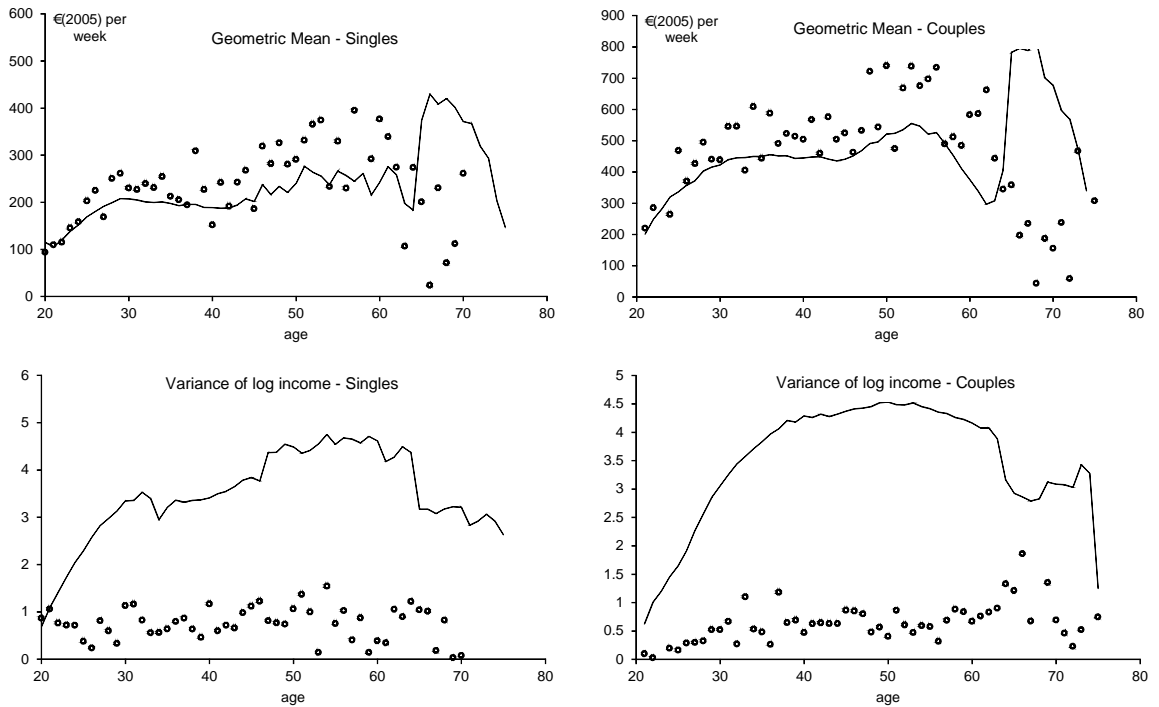 €(2005) per
week
Geometric Mean - Singles
600
500
400
300
200
100
0
20 30 40 50 60 70 80
age
€(2005) per
week
Geometric Mean - Couples
900
800
700
600
500
400
300
200
100
0
20 30 40 50 60 70 80
age
Variance of log income - Singles
6
5
4
3
2
1
0
20 30 40 50 60 70 80
age
Variance of log income - Couples
5
4.5
4
3.5
3
2.5
2
1.5
1
0.5
0
20 30 40 50 60 70 80
age